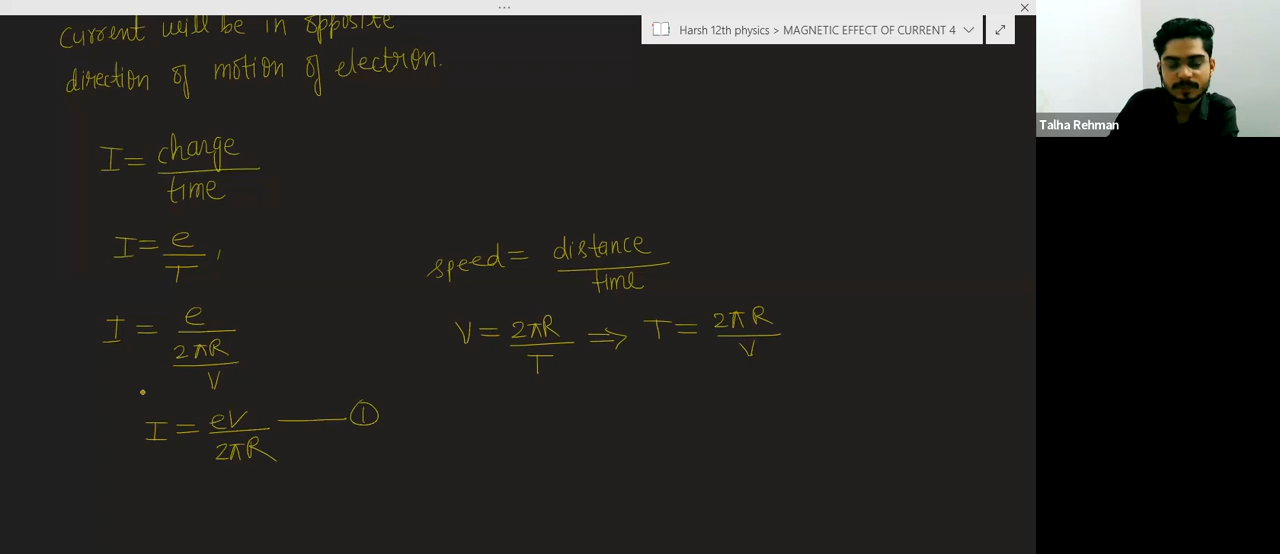 current will be in opposite
direction of motion of electron.
Harsh 12th physics > MAGNETIC EFFECT OF CURRENT 4
Talha Rehman
I = charge / time
I = e / T ,
speed = distance / time
I = e / (2πR / V)
V = 2πR / T ⇒ T = 2πR / V
I = eV / 2πR —— ①